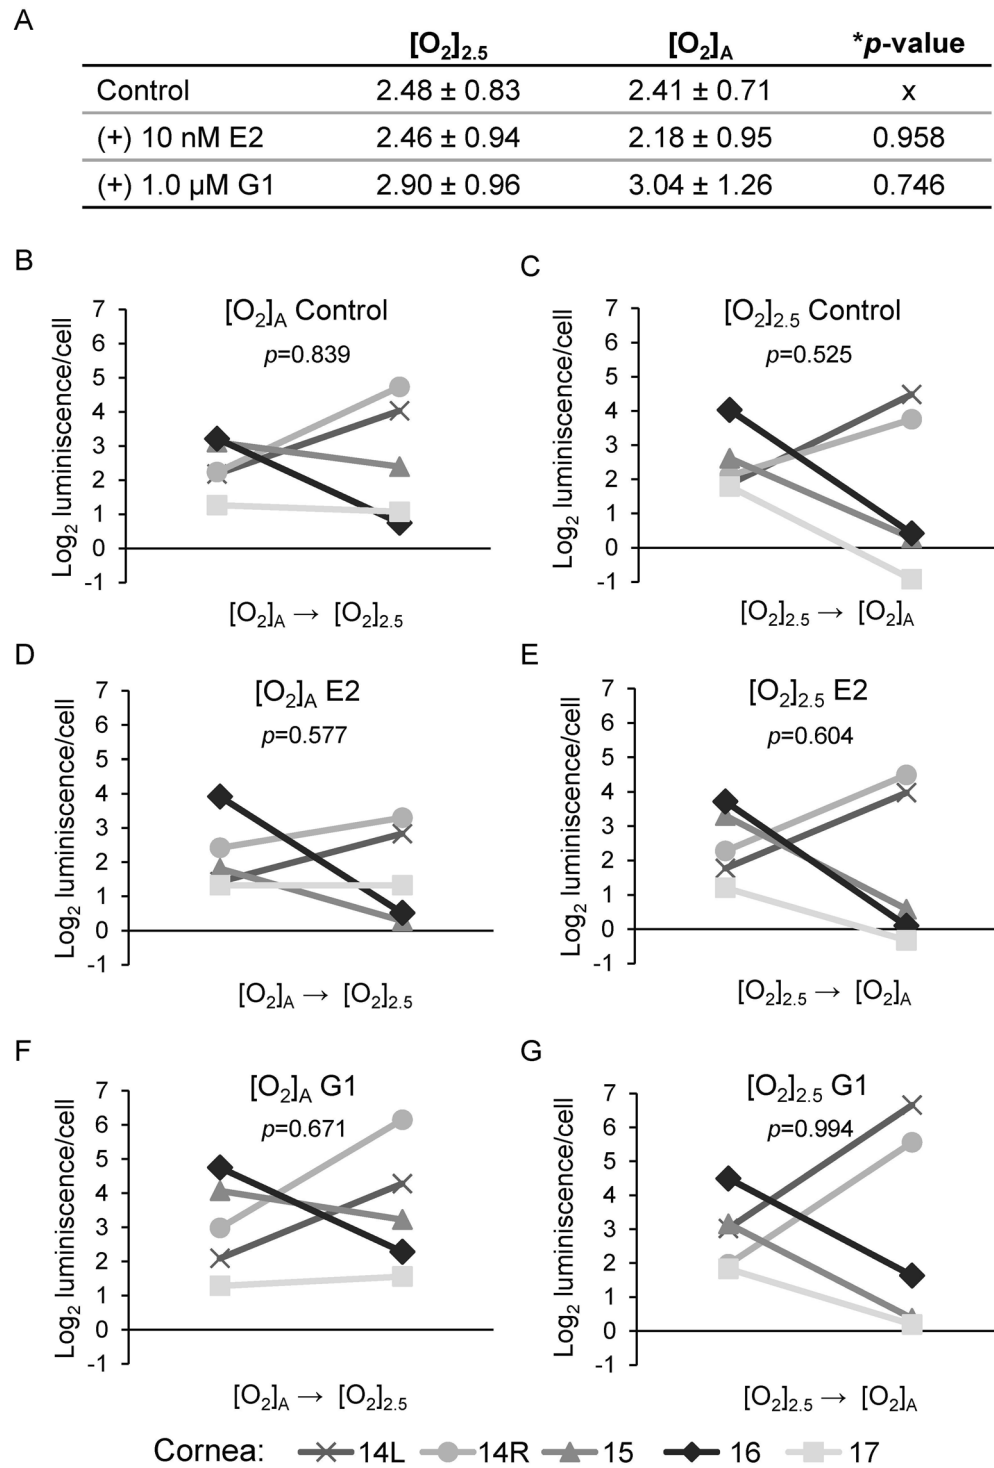 A
[O2]2.5 [O2]A *p-value
Control 2.48 ± 0.83 2.41 ± 0.71 x
(+) 10 nM E2 2.46 ± 0.94 2.18 ± 0.95 0.958
(+) 1.0 µM G1 2.90 ± 0.96 3.04 ± 1.26 0.746
B
[O2]A Control
p=0.839
Log2 luminiscence/cell
7
6
5
4
3
2
1
0
-1
[O2]A → [O2]2.5
C
[O2]2.5 Control
p=0.525
Log2 luminiscence/cell
7
6
5
4
3
2
1
0
-1
[O2]2.5 → [O2]A
D
[O2]A E2
p=0.577
Log2 luminiscence/cell
7
6
5
4
3
2
1
0
-1
[O2]A → [O2]2.5
E
[O2]2.5 E2
p=0.604
Log2 luminiscence/cell
7
6
5
4
3
2
1
0
-1
[O2]2.5 → [O2]A
F
[O2]A G1
p=0.671
Log2 luminiscence/cell
7
6
5
4
3
2
1
0
-1
[O2]A → [O2]2.5
G
[O2]2.5 G1
p=0.994
Log2 luminiscence/cell
7
6
5
4
3
2
1
0
-1
[O2]2.5 → [O2]A
Cornea: 14L 14R 15 16 17